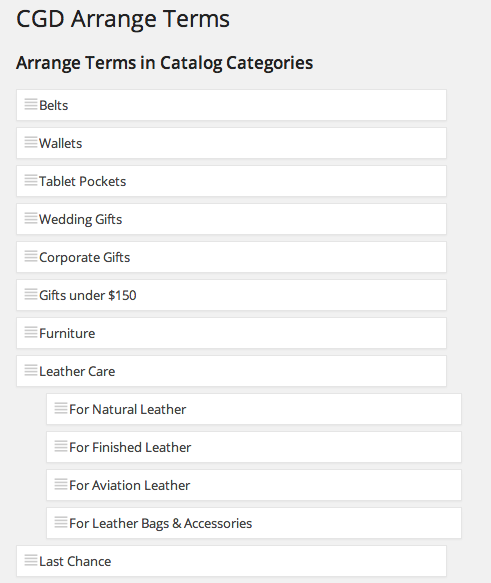 CGD Arrange Terms
Arrange Terms in Catalog Categories
Belts
Wallets
Tablet Pockets
Wedding Gifts
Corporate Gifts
Gifts under $150
Furniture
Leather Care
For Natural Leather
For Finished Leather
For Aviation Leather
For Leather Bags & Accessories
Last Chance